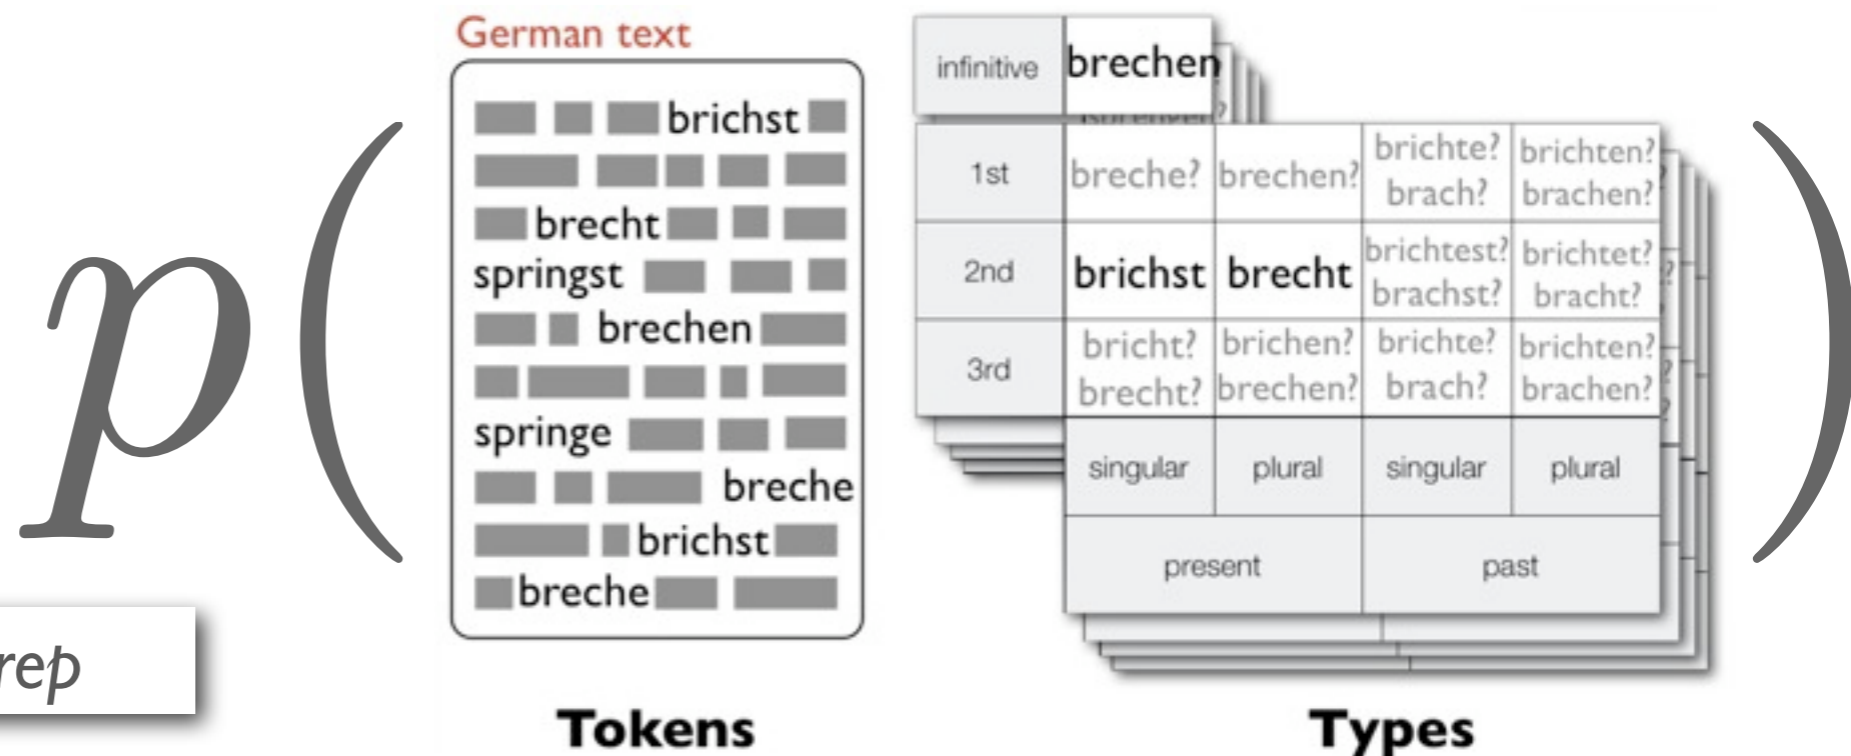 German text
brichst
brecht
springst
brechen
springe
breche
brichst
breche
Tokens
infinitive brechen
1st breche? brechen? brichte? brach? brichten? brachen?
2nd brichst brecht brichtest? brachst? brichtet? bracht?
3rd bricht? brecht? brichen? brechen? brichte? brach? brichten? brachen?
singular plural singular plural
present past
Types
p( )
rep